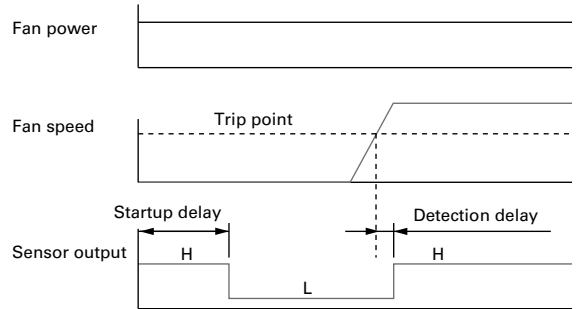 Fan power
Fan speed
Trip point
Startup delay
Detection delay
Sensor output
H
H
L